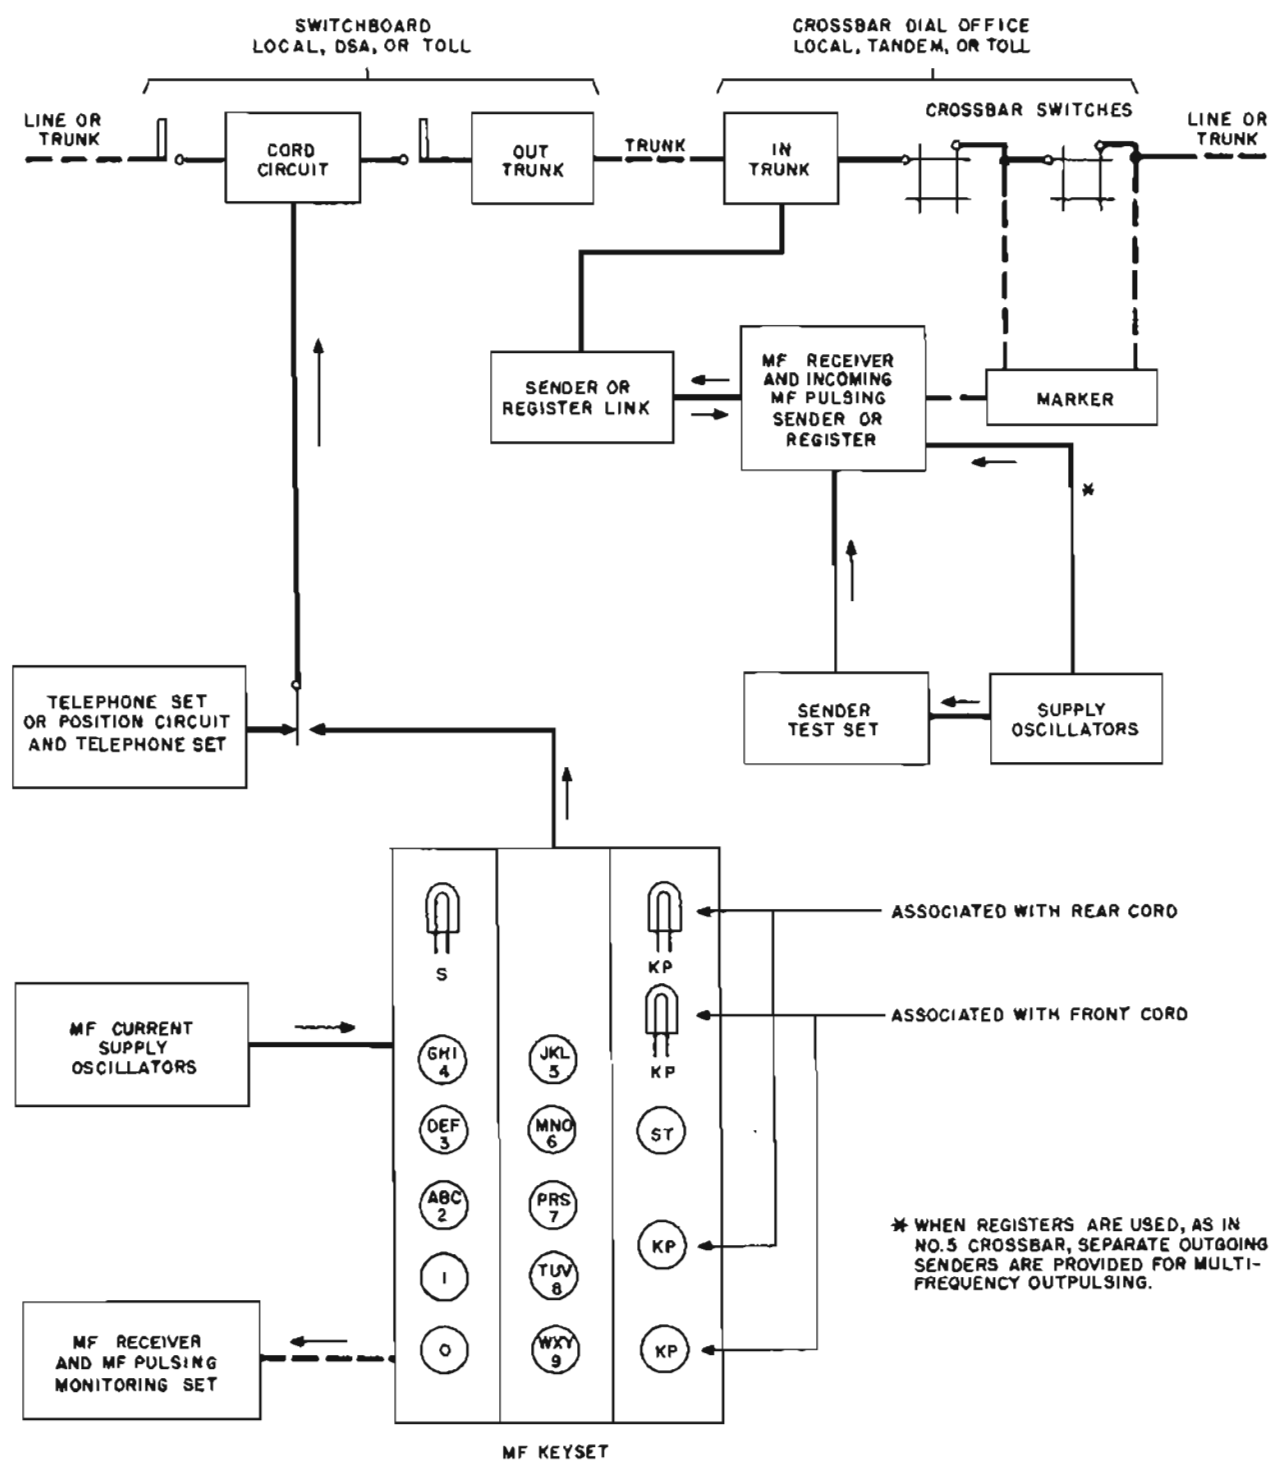 SWITCHBOARD
LOCAL, DSA, OR TOLL
CROSSBAR DIAL OFFICE
LOCAL, TANDEM, OR TOLL
LINE OR
TRUNK
CORD
CIRCUIT
OUT
TRUNK
TRUNK
IN
TRUNK
CROSSBAR SWITCHES
LINE OR
TRUNK
SENDER OR
REGISTER LINK
MF RECEIVER
AND INCOMING
MF PULSING
SENDER OR
REGISTER
MARKER
*
TELEPHONE SET
OR POSITION CIRCUIT
AND TELEPHONE SET
SENDER
TEST SET
SUPPLY
OSCILLATORS
S
KP
ASSOCIATED WITH REAR CORD
KP
ASSOCIATED WITH FRONT CORD
MF CURRENT
SUPPLY
OSCILLATORS
GHI
4
JKL
5
DEF
3
MNO
6
ST
ABC
2
PRS
7
KP
1
TUV
8
0
WXY
9
KP
* WHEN REGISTERS ARE USED, AS IN
NO.5 CROSSBAR, SEPARATE OUTGOING
SENDERS ARE PROVIDED FOR MULTI-
FREQUENCY OUTPULSING.
MF RECEIVER
AND MF PULSING
MONITORING SET
MF KEYSET